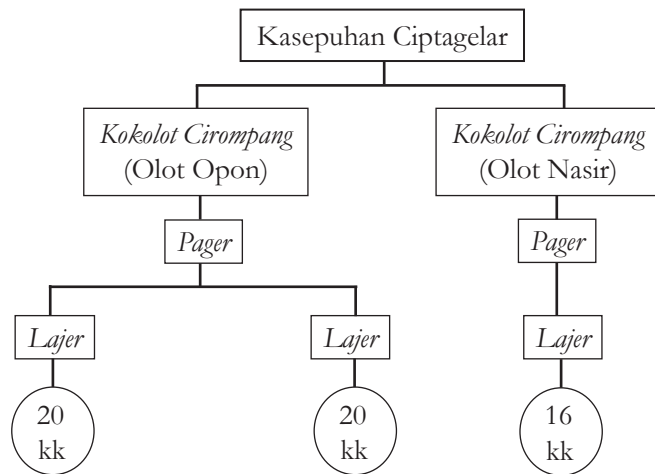 Kasepuhan Ciptagelar
Kokolot Cirompang
(Olot Opon)
Kokolot Cirompang
(Olot Nasir)
Pager
Pager
Lajer
Lajer
Lajer
20
kk
20
kk
16
kk